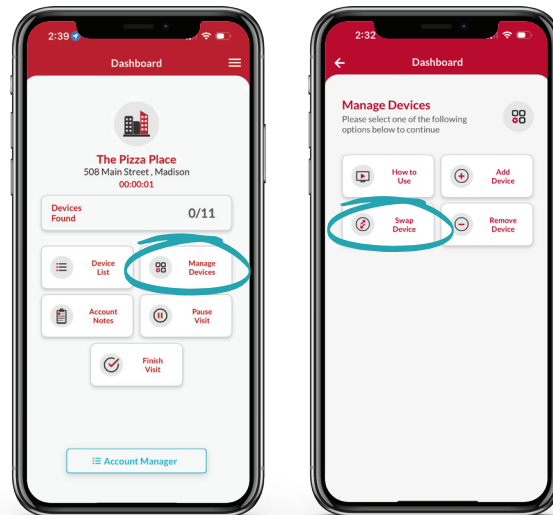 2:39
Dashboard
The Pizza Place
508 Main Street , Madison
00:00:01
Devices
Found
0/11
Device
List
Manage
Devices
Account
Notes
Pause
Visit
Finish
Visit
Account Manager
2:32
Dashboard
Manage Devices
Please select one of the following
options below to continue
How to
Use
Add
Device
Swap
Device
Remove
Device